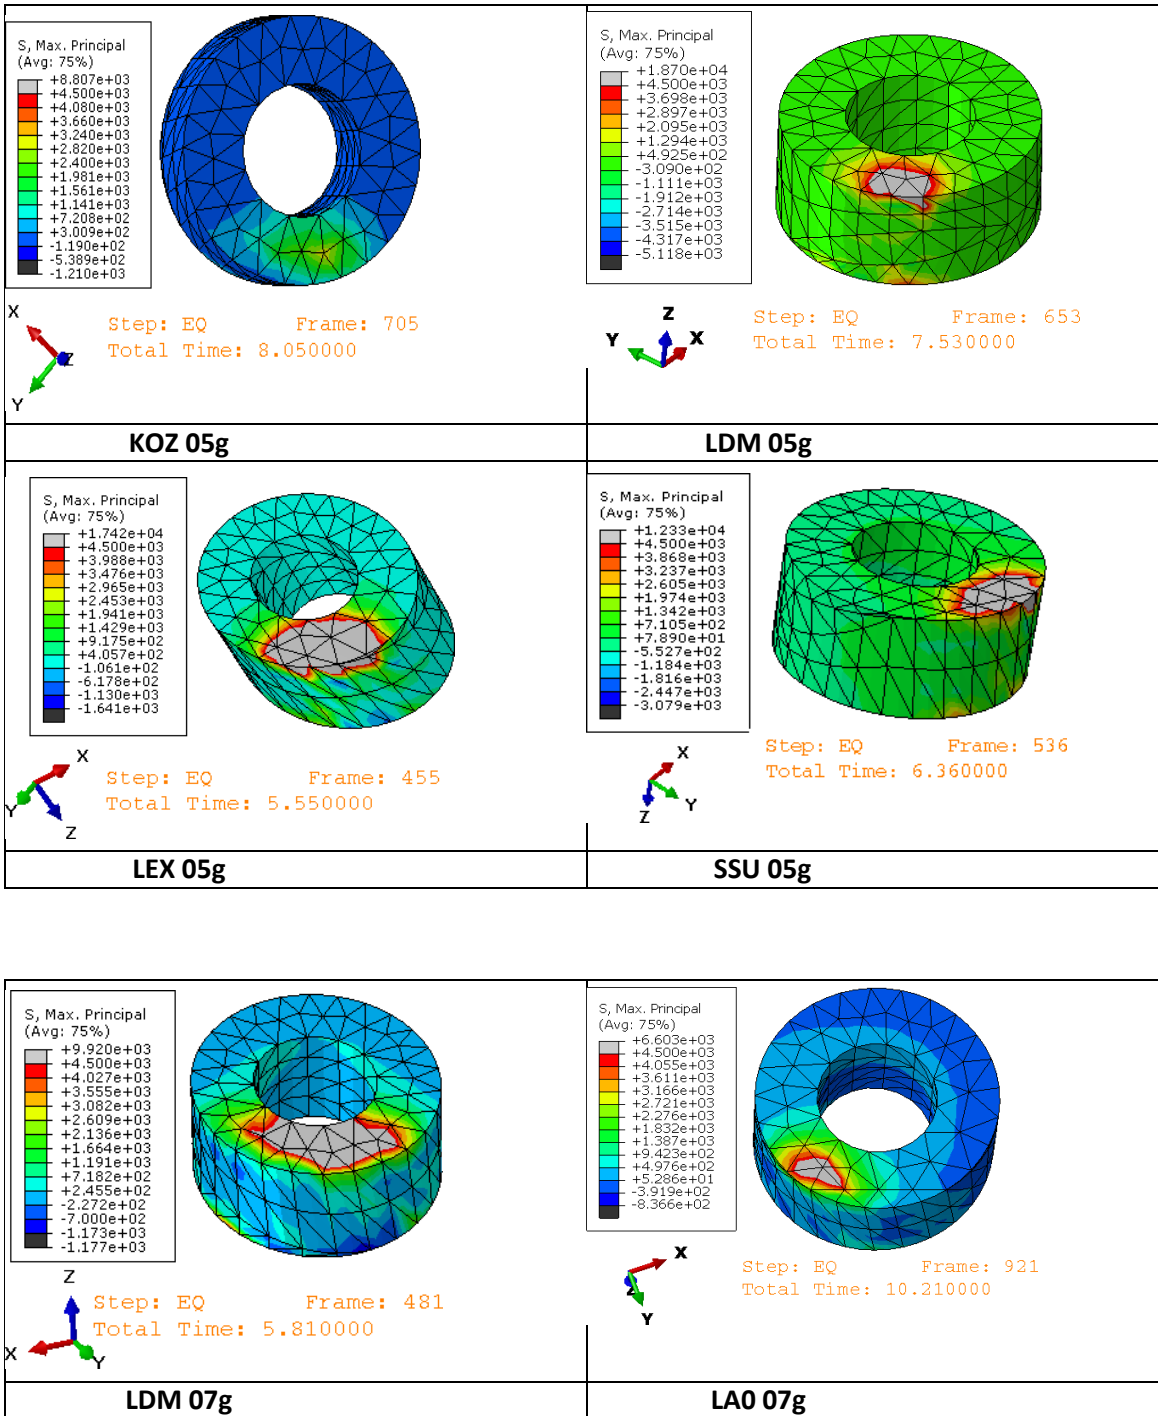 S, Max. Principal
(Avg: 75%)
+8.807e+03
+4.500e+03
+4.080e+03
+3.660e+03
+3.240e+03
+2.820e+03
+2.400e+03
+1.981e+03
+1.561e+03
+1.141e+03
+7.208e+02
+3.009e+02
-1.190e+02
-5.389e+02
-1.210e+03
X
Z
Y
Step: EQ Frame: 705
Total Time: 8.050000
S, Max. Principal
(Avg: 75%)
+1.870e+04
+4.500e+03
+3.698e+03
+2.897e+03
+2.095e+03
+1.294e+03
+4.925e+02
-3.090e+02
-1.111e+03
-1.912e+03
-2.714e+03
-3.515e+03
-4.317e+03
-5.118e+03
Z
Y X
Step: EQ Frame: 653
Total Time: 7.530000
KOZ 05g
LDM 05g
S, Max. Principal
(Avg: 75%)
+1.742e+04
+4.500e+03
+3.988e+03
+3.476e+03
+2.965e+03
+2.453e+03
+1.941e+03
+1.429e+03
+9.175e+02
+4.057e+02
-1.061e+02
-6.178e+02
-1.130e+03
-1.641e+03
X
Y
Z
Step: EQ Frame: 455
Total Time: 5.550000
S, Max. Principal
(Avg: 75%)
+1.233e+04
+4.500e+03
+3.868e+03
+3.237e+03
+2.605e+03
+1.974e+03
+1.342e+03
+7.105e+02
+7.890e+01
-5.527e+02
-1.184e+03
-1.816e+03
-2.447e+03
-3.079e+03
X
Y
Z
Step: EQ Frame: 536
Total Time: 6.360000
LEX 05g
SSU 05g
S, Max. Principal
(Avg: 75%)
+9.920e+03
+4.500e+03
+4.027e+03
+3.555e+03
+3.082e+03
+2.609e+03
+2.136e+03
+1.664e+03
+1.191e+03
+7.182e+02
+2.455e+02
-2.272e+02
-7.000e+02
-1.173e+03
-1.177e+03
Z
X
Y
Step: EQ Frame: 481
Total Time: 5.810000
S, Max. Principal
(Avg: 75%)
+6.603e+03
+4.500e+03
+4.055e+03
+3.611e+03
+3.166e+03
+2.721e+03
+2.276e+03
+1.832e+03
+1.387e+03
+9.423e+02
+4.976e+02
+5.286e+01
-3.919e+02
-8.366e+02
X
Z
Y
Step: EQ Frame: 921
Total Time: 10.210000
LDM 07g
LA0 07g